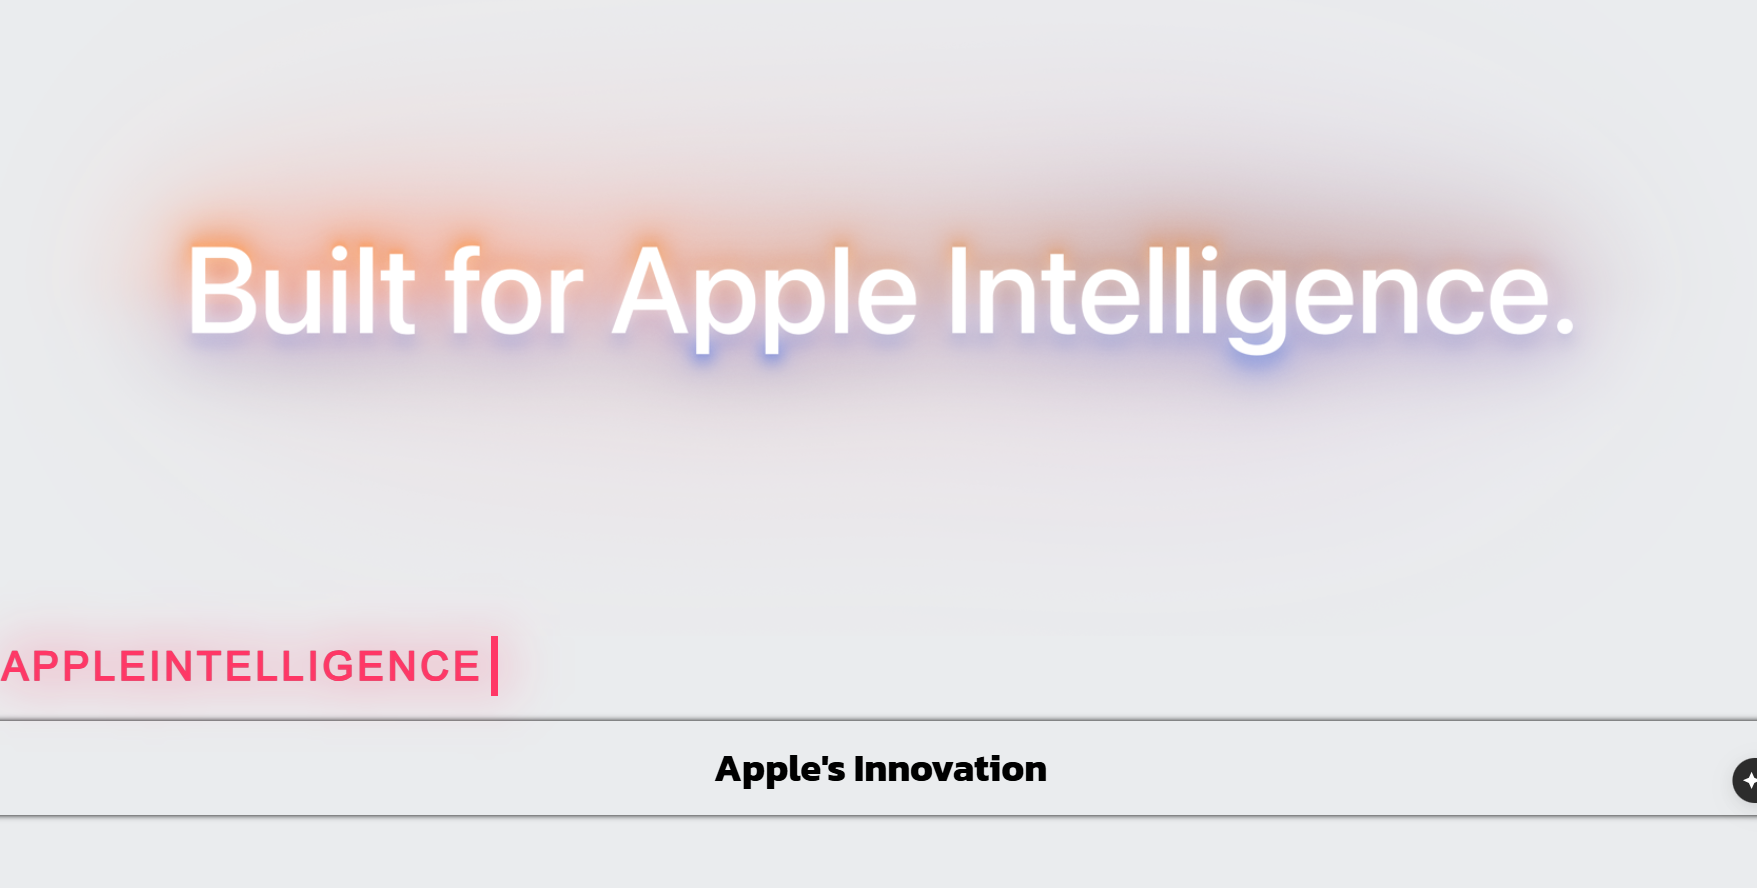 Built for Apple Intelligence.
APPLEINTELLIGENCE
Apple's Innovation